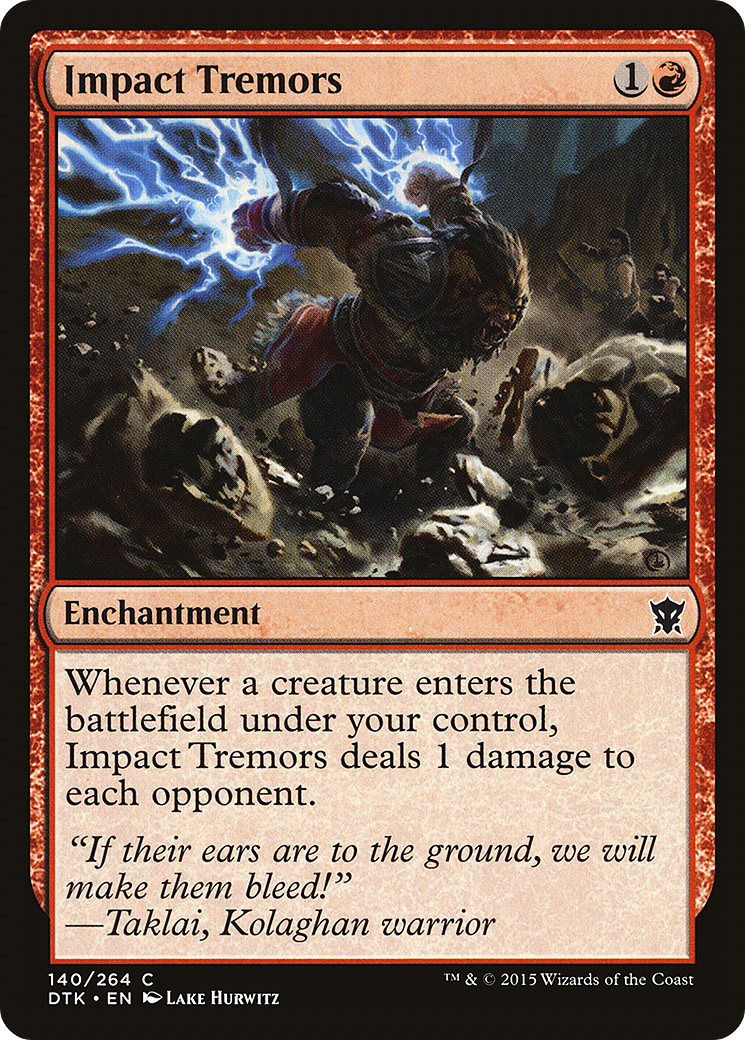 Impact Tremors 1
Enchantment
Whenever a creature enters the
battlefield under your control,
Impact Tremors deals 1 damage to
each opponent.
“If their ears are to the ground, we will
make them bleed!”
—Taklai, Kolaghan warrior
140/264 C
™ & © 2015 Wizards of the Coast
DTK • EN Lake Hurwitz